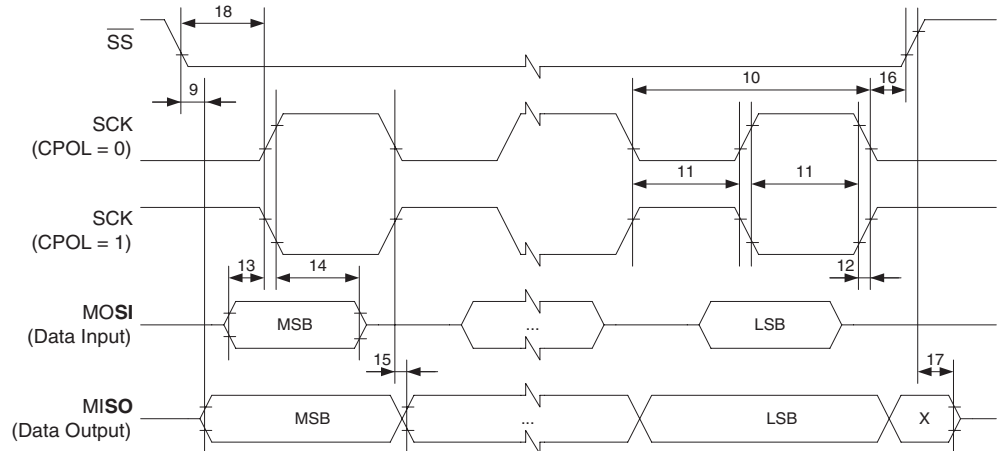 18
SS
9
10
16
SCK
(CPOL = 0)
11
11
SCK
(CPOL = 1)
13
14
12
MOSI
(Data Input)
MSB
...
LSB
15
17
MISO
(Data Output)
MSB
...
LSB
X